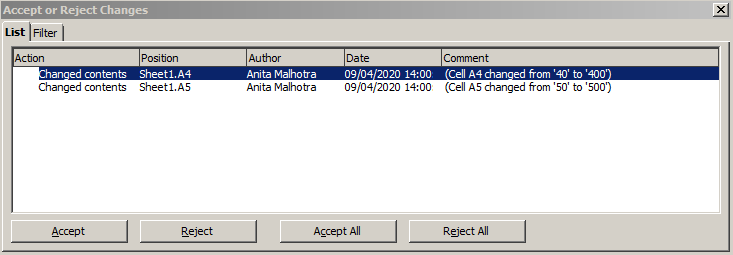 Accept or Reject Changes
List Filter
Action Position Author Date Comment
Changed contents Sheet1.A4 Anita Malhotra 09/04/2020 14:00 (Cell A4 changed from '40' to '400')
Changed contents Sheet1.A5 Anita Malhotra 09/04/2020 14:00 (Cell A5 changed from '50' to '500')
Accept Reject Accept All Reject All